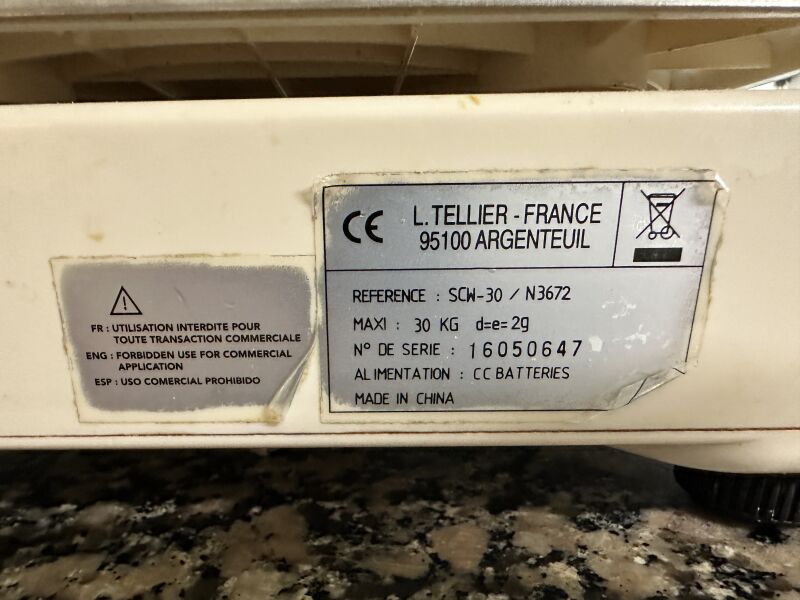 FR : UTILISATION INTERDITE POUR
TOUTE TRANSACTION COMMERCIALE
ENG : FORBIDDEN USE FOR COMMERCIAL
APPLICATION
ESP : USO COMERCIAL PROHIBIDO
CE
L.TELLIER - FRANCE
95100 ARGENTEUIL
REFERENCE : SCW-30 / N3672
MAXI : 30 KG d=e=2g
N° DE SERIE : 16050647
ALIMENTATION : CC BATTERIES
MADE IN CHINA